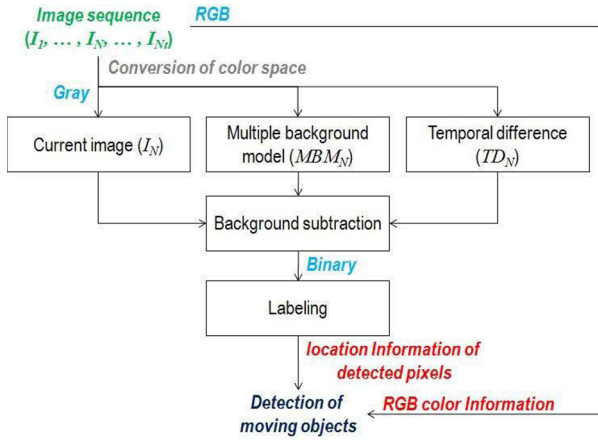 Image sequence
RGB
(I1, … , IN, … , INt)
Conversion of color space
Gray
Current image (IN)
Multiple background
model (MBMN)
Temporal difference
(TDN)
Background subtraction
Binary
Labeling
location Information of
detected pixels
Detection of
moving objects
RGB color Information